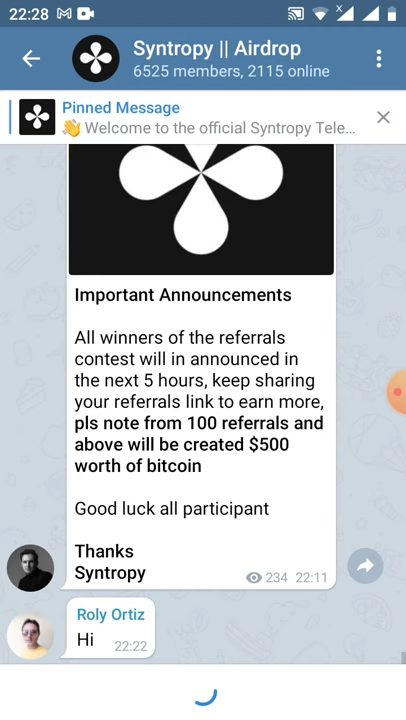 22:28
Syntropy || Airdrop
6525 members, 2115 online
Pinned Message
👋 Welcome to the official Syntropy Tele...
Important Announcements
All winners of the referrals
contest will in announced in
the next 5 hours, keep sharing
your referrals link to earn more,
pls note from 100 referrals and
above will be created $500
worth of bitcoin
Good luck all participant
Thanks
Syntropy
234 22:11
Roly Ortiz
Hi
22:22